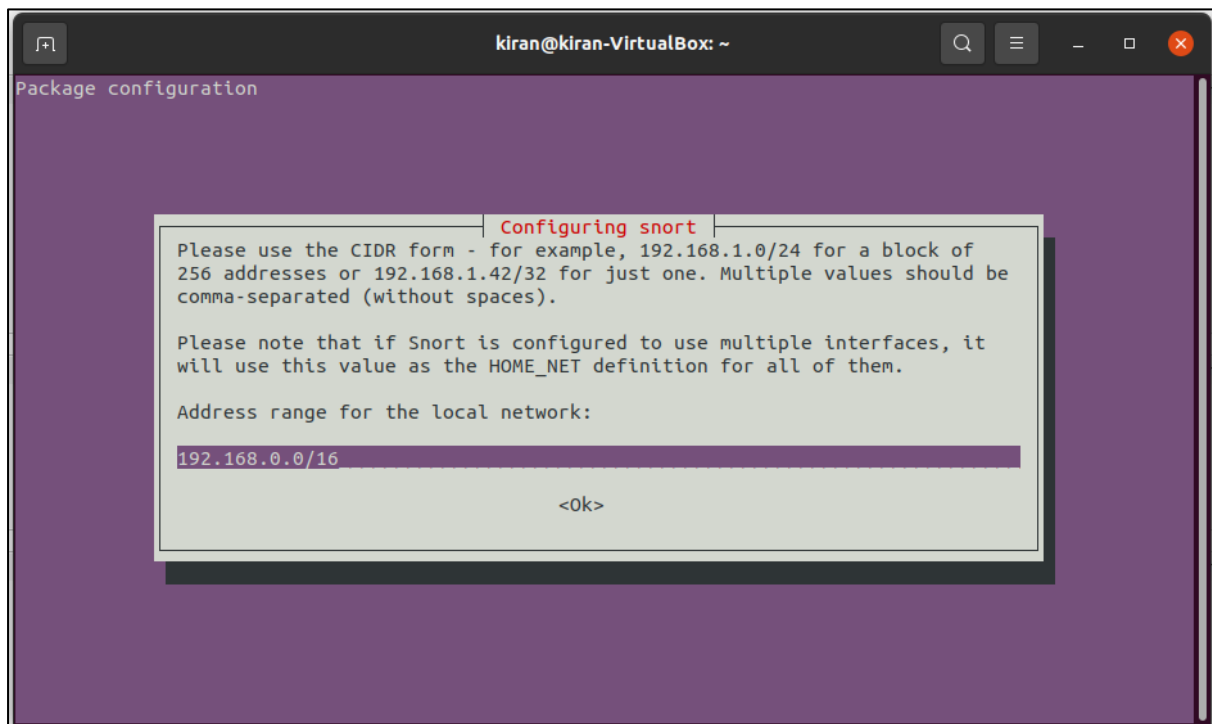 kiran@kiran-VirtualBox: ~
Package configuration
Configuring snort
Please use the CIDR form - for example, 192.168.1.0/24 for a block of
256 addresses or 192.168.1.42/32 for just one. Multiple values should be
comma-separated (without spaces).
Please note that if Snort is configured to use multiple interfaces, it
will use this value as the HOME_NET definition for all of them.
Address range for the local network:
192.168.0.0/16
<Ok>